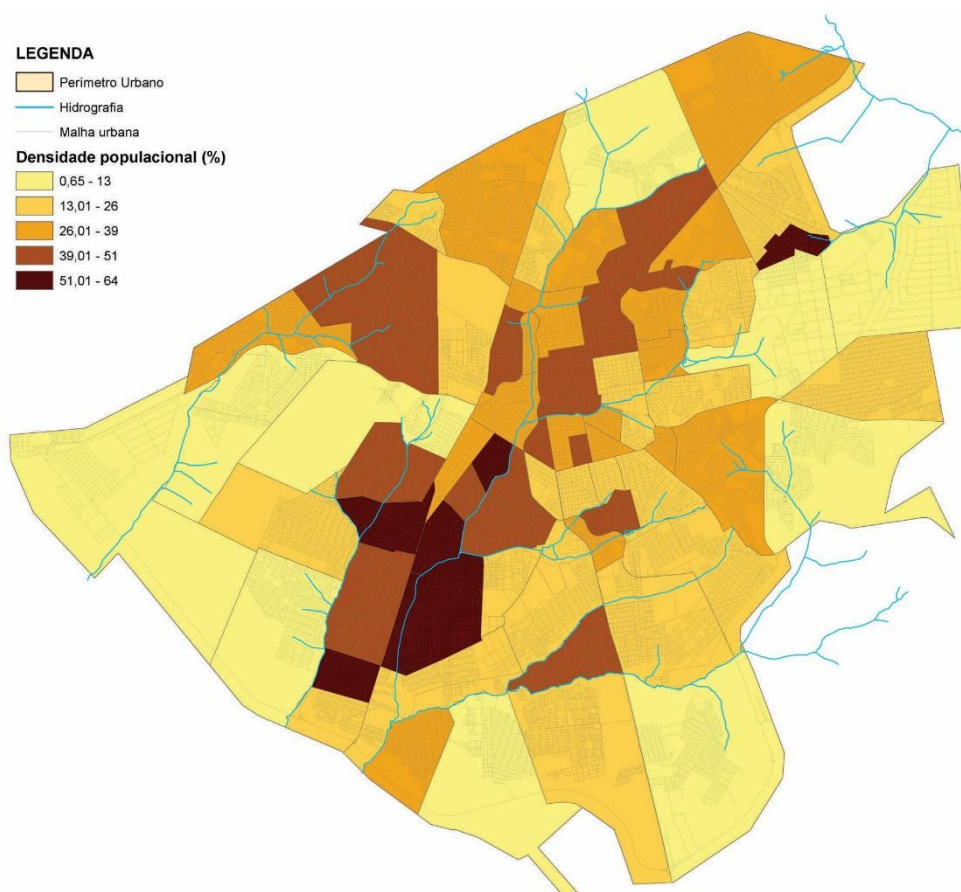 LEGENDA
Perímetro Urbano
Hidrografia
Malha urbana
Densidade populacional (%)
0,65 - 13
13,01 - 26
26,01 - 39
39,01 - 51
51,01 - 64